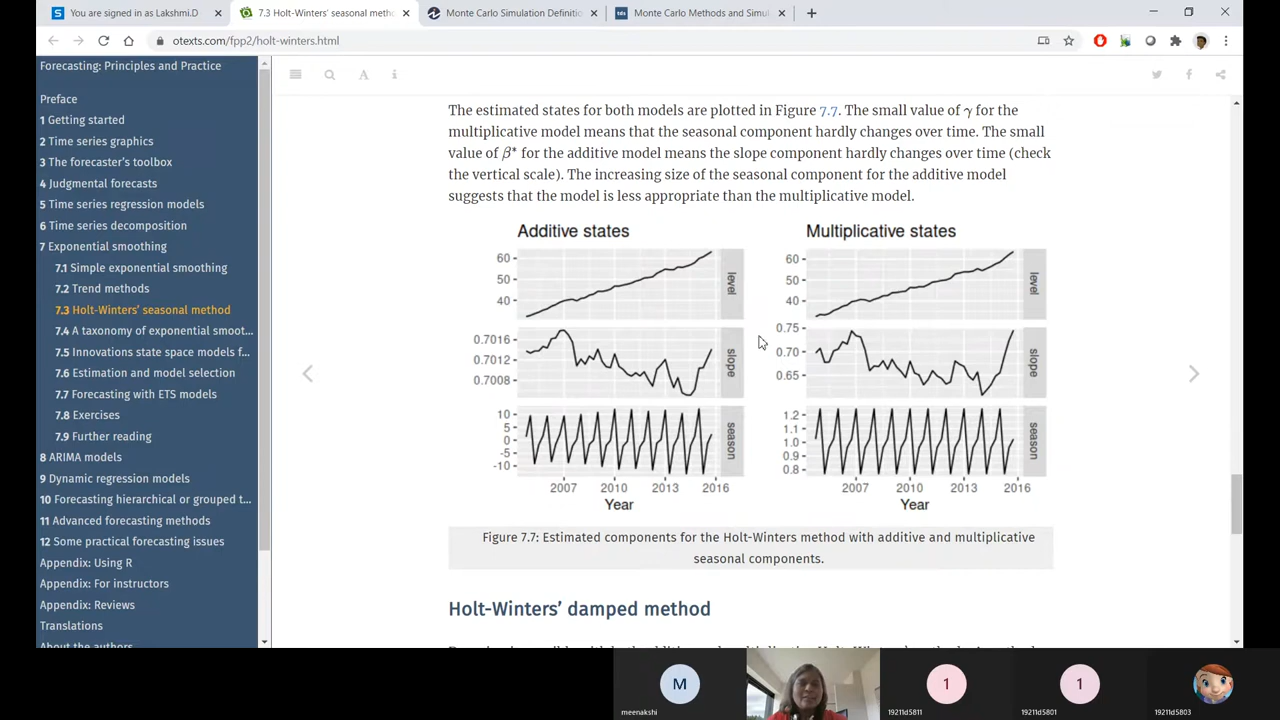 You are signed in as Lakshmi.D
7.3 Holt-Winters' seasonal meth
Monte Carlo Simulation Definitio
Monte Carlo Methods and Simul
otexts.com/fpp2/holt-winters.html
Forecasting: Principles and Practice
Preface
1 Getting started
2 Time series graphics
3 The forecaster's toolbox
4 Judgmental forecasts
5 Time series regression models
6 Time series decomposition
7 Exponential smoothing
7.1 Simple exponential smoothing
7.2 Trend methods
7.3 Holt-Winters' seasonal method
7.4 A taxonomy of exponential smoot...
7.5 Innovations state space models f...
7.6 Estimation and model selection
7.7 Forecasting with ETS models
7.8 Exercises
7.9 Further reading
8 ARIMA models
9 Dynamic regression models
10 Forecasting hierarchical or grouped t...
11 Advanced forecasting methods
12 Some practical forecasting issues
Appendix: Using R
Appendix: For instructors
Appendix: Reviews
Translations
About the authors
The estimated states for both models are plotted in Figure 7.7. The small value of γ for the
multiplicative model means that the seasonal component hardly changes over time. The small
value of β* for the additive model means the slope component hardly changes over time (check
the vertical scale). The increasing size of the seasonal component for the additive model
suggests that the model is less appropriate than the multiplicative model.
Additive states
60
50
40
level
0.7016
0.7012
0.7008
slope
10
5
0
-5
-10
season
2007 2010 2013 2016
Year
Multiplicative states
60
50
40
level
0.75
0.70
0.65
slope
1.2
1.1
1.0
0.9
0.8
season
2007 2010 2013 2016
Year
Figure 7.7: Estimated components for the Holt-Winters method with additive and multiplicative
seasonal components.
Holt-Winters' damped method
M
meenakshi
1
19211d5811
1
19211d5801
19211d5803